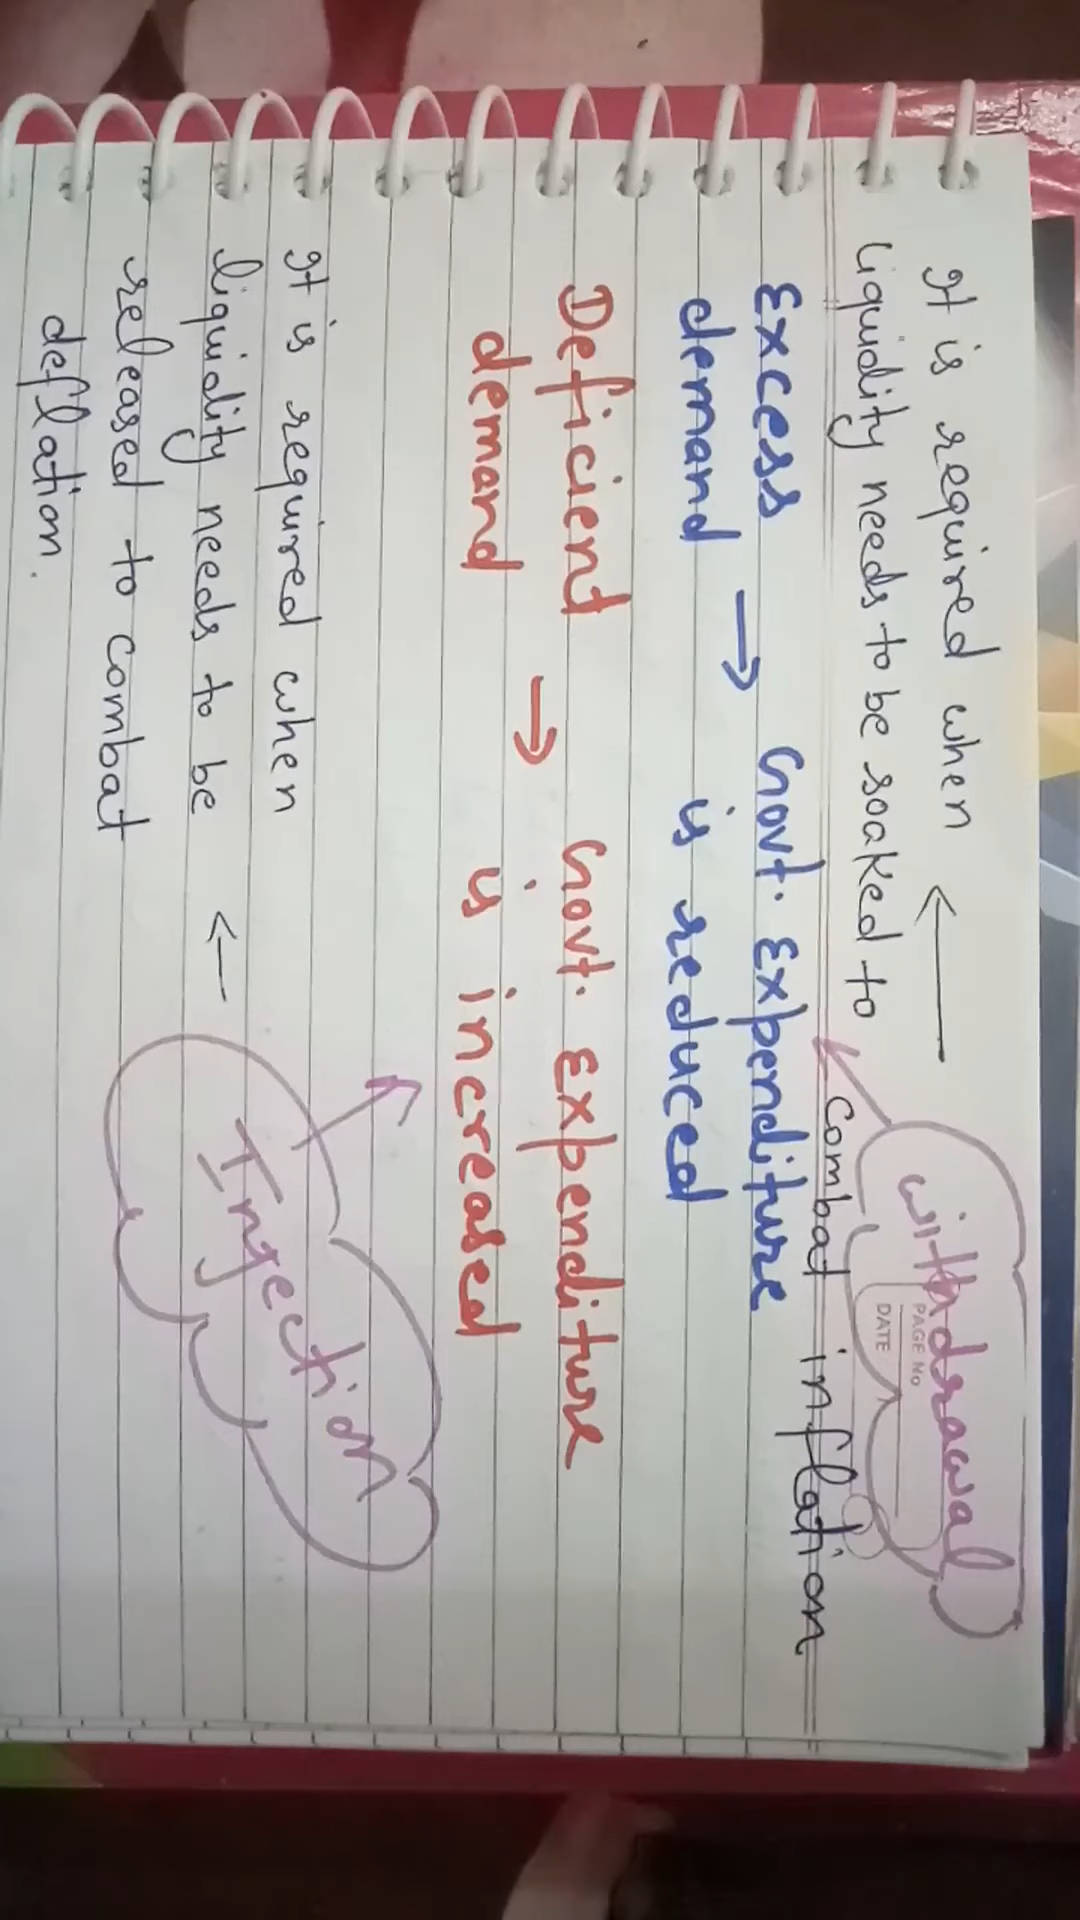 withdrawal
PAGE No
DATE
It is required when ←
liquidity needs to be soaked to
combat inflation
Excess → Govt. Expenditure
demand is reduced
Deficient → Govt. Expenditure
demand is increased
It is required when
liquidity needs to be ←
released to combat
deflation.
Injection